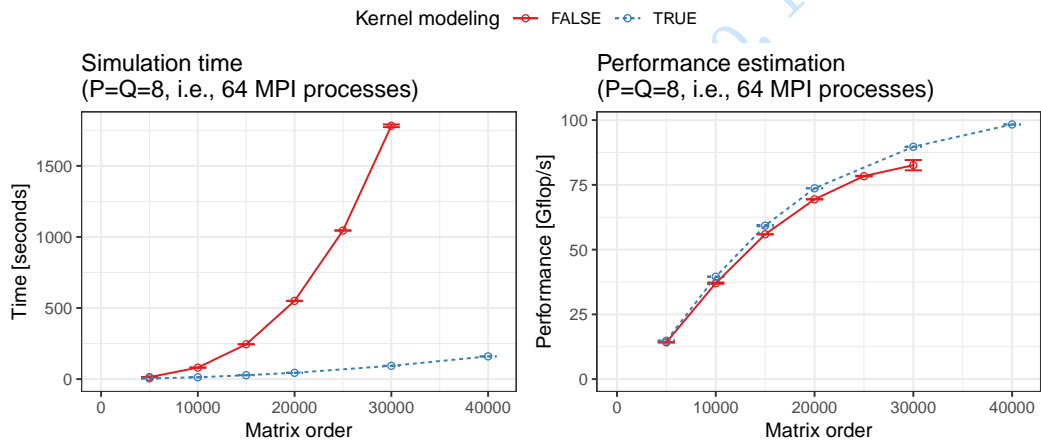 Kernel modeling FALSE TRUE
Simulation time
(P=Q=8, i.e., 64 MPI processes)
Time [seconds]
1500
1000
500
0
0 10000 20000 30000 40000
Matrix order
Performance estimation
(P=Q=8, i.e., 64 MPI processes)
Performance [Gflop/s]
100
75
50
25
0
0 10000 20000 30000 40000
Matrix order